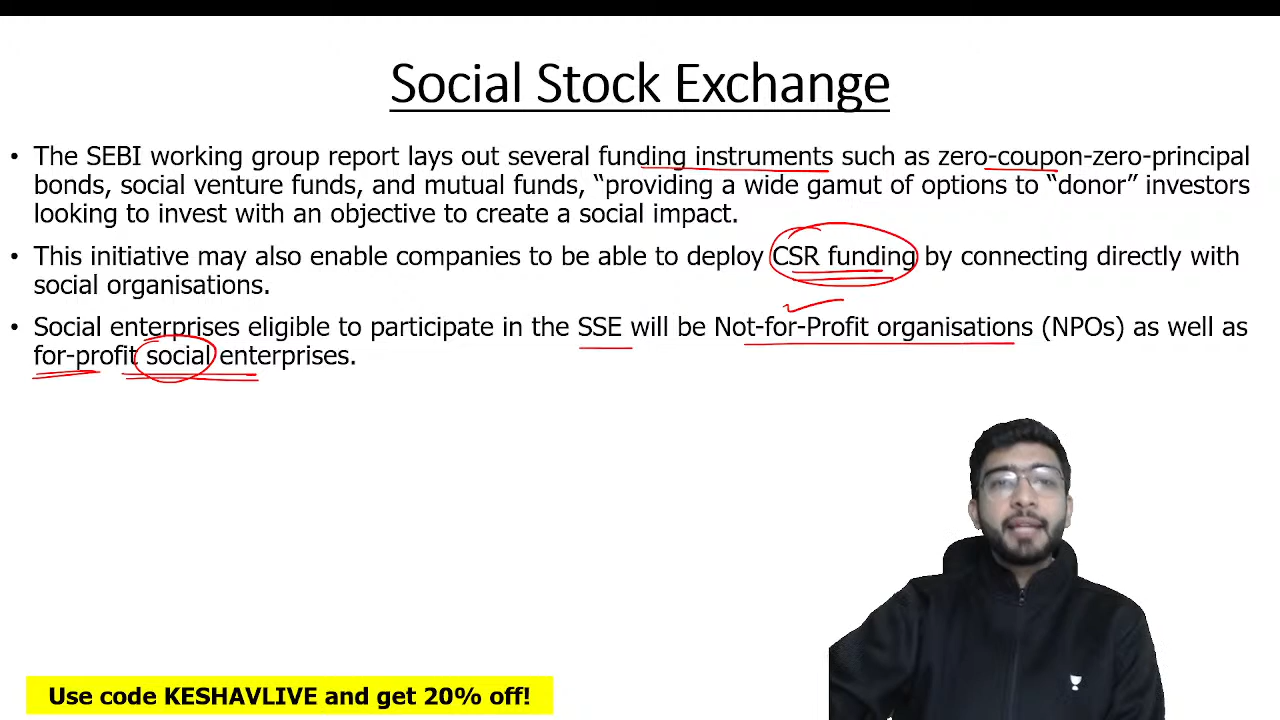 Social Stock Exchange
• The SEBI working group report lays out several funding instruments such as zero-coupon-zero-principal
bonds, social venture funds, and mutual funds, “providing a wide gamut of options to “donor” investors
looking to invest with an objective to create a social impact.
• This initiative may also enable companies to be able to deploy CSR funding by connecting directly with
social organisations.
• Social enterprises eligible to participate in the SSE will be Not-for-Profit organisations (NPOs) as well as
for-profit social enterprises.
Use code KESHAVLIVE and get 20% off!